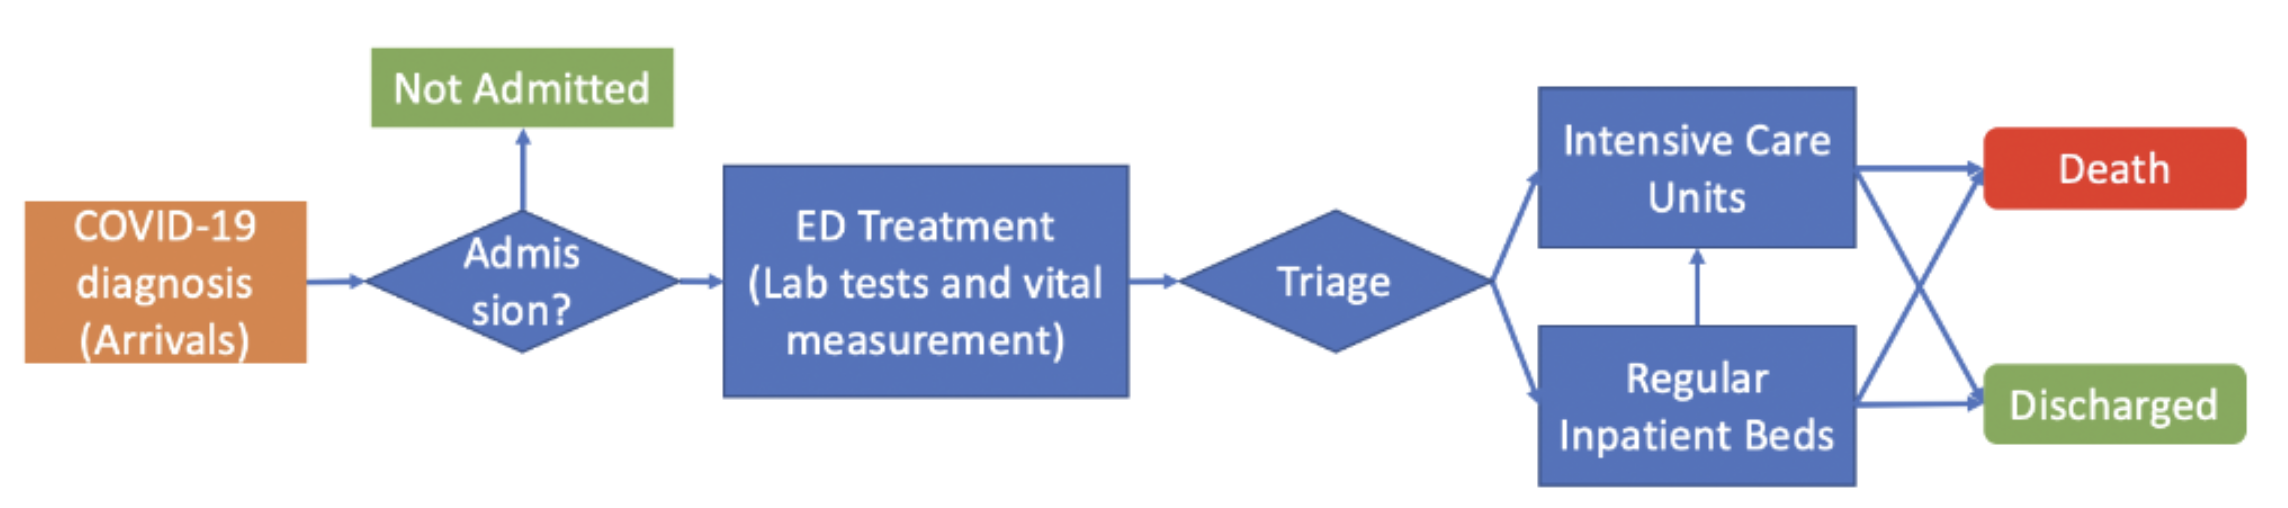 Not Admitted
COVID-19
diagnosis
(Arrivals)
Admis
sion?
ED Treatment
(Lab tests and vital
measurement)
Triage
Intensive Care
Units
Regular
Inpatient Beds
Death
Discharged